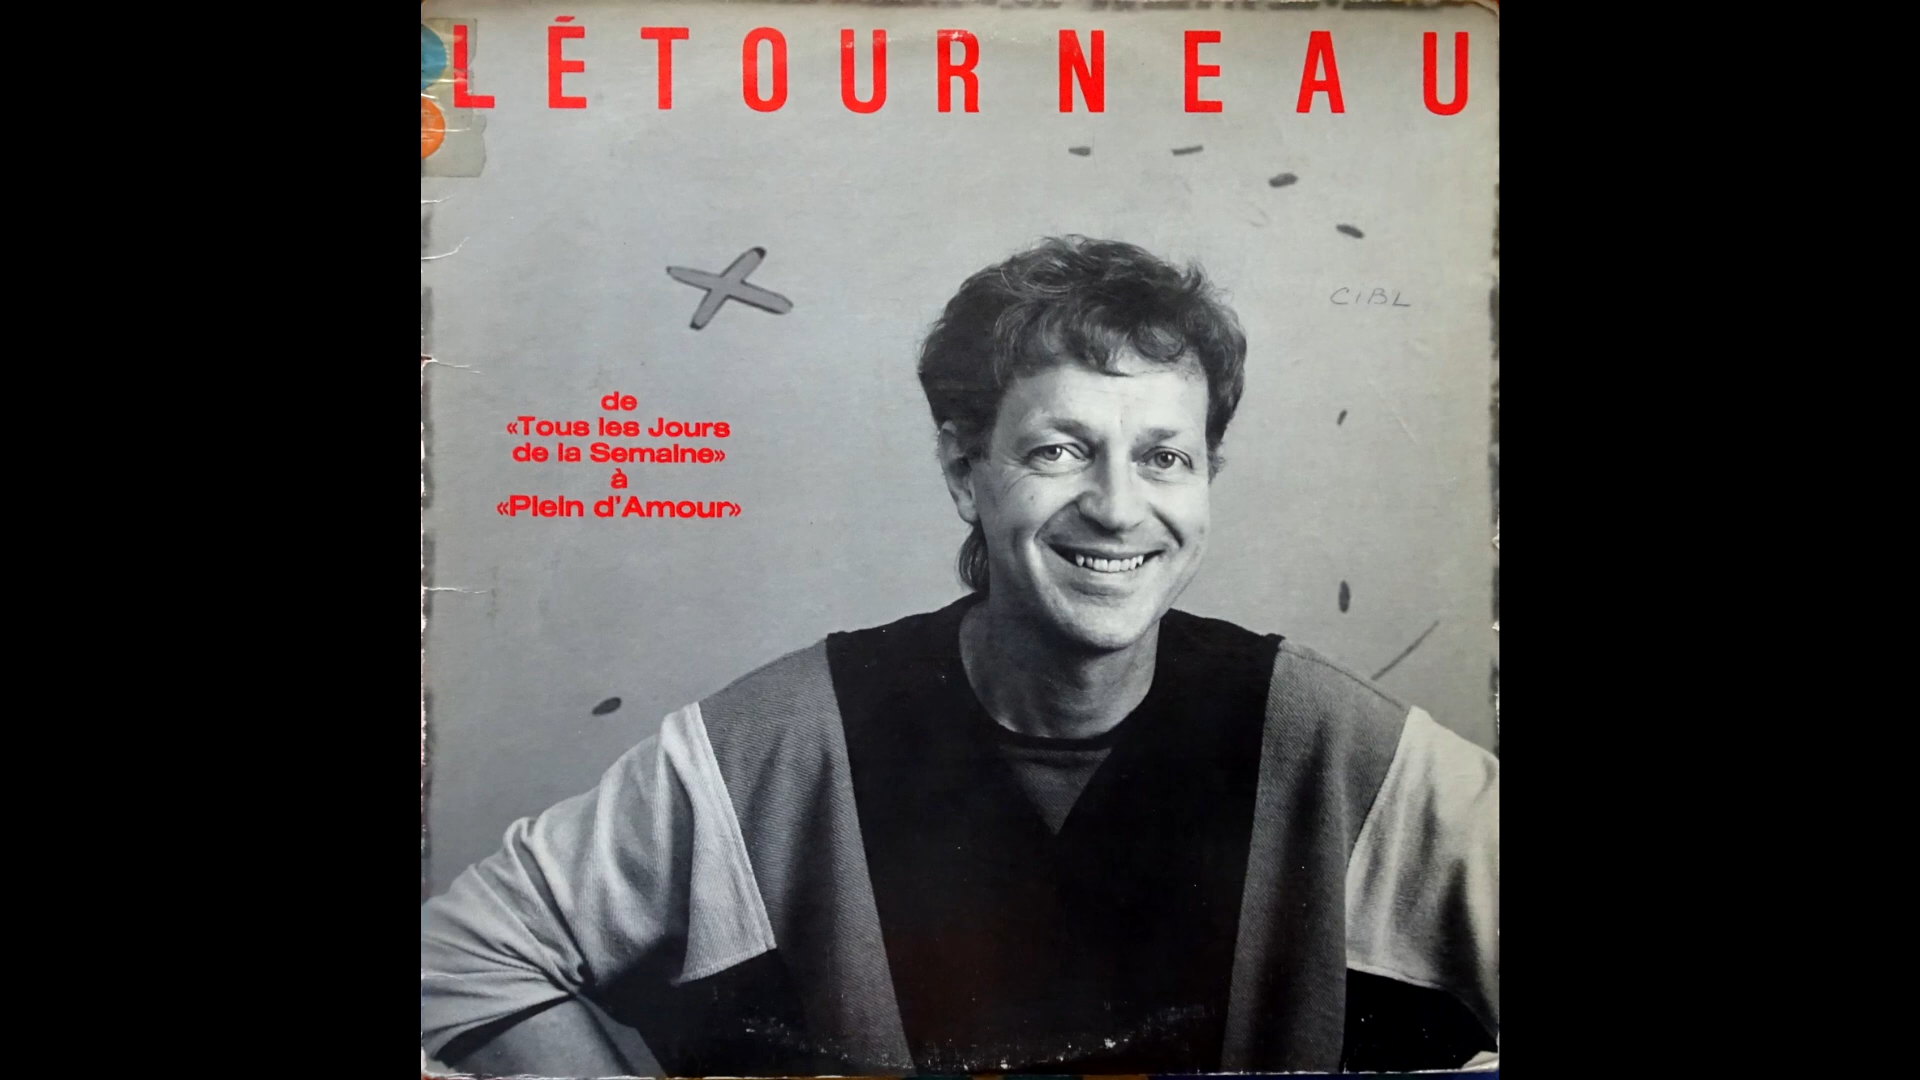 LÉTOURNEAU
CIBL
de
«Tous les Jours
de la Semaine»
à
«Plein d'Amour»